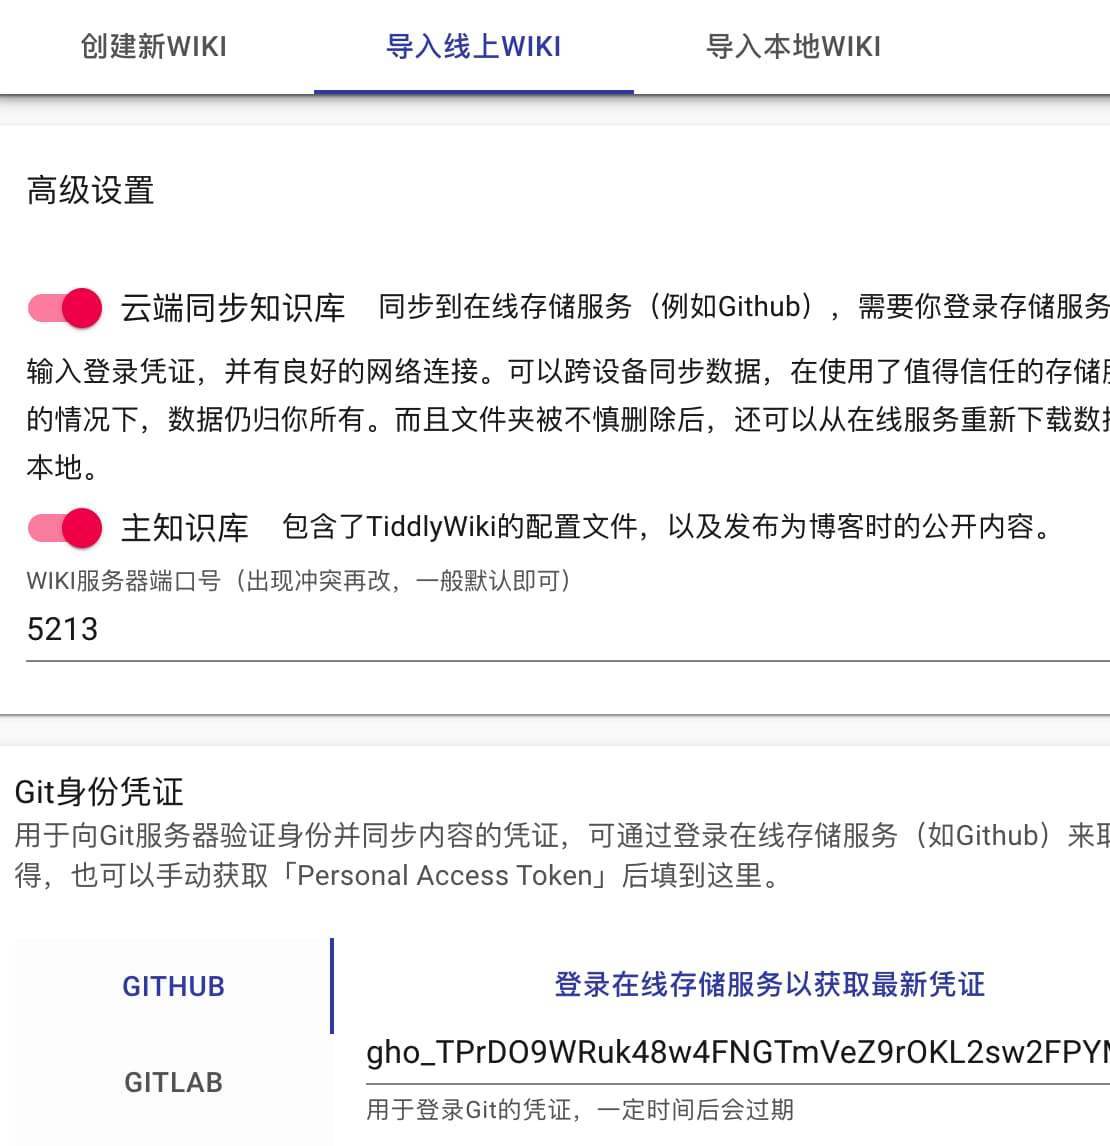 创建新WIKI 导入线上WIKI 导入本地WIKI
高级设置
云端同步知识库 同步到在线存储服务（例如Github），需要你登录存储服务
输入登录凭证，并有良好的网络连接。可以跨设备同步数据，在使用了值得信任的存储
的情况下，数据仍归你所有。而且文件夹被不慎删除后，还可以从在线服务重新下载数
本地。
主知识库 包含了TiddlyWiki的配置文件，以及发布为博客时的公开内容。
WIKI服务器端口号（出现冲突再改，一般默认即可）
5213
Git身份凭证
用于向Git服务器验证身份并同步内容的凭证，可通过登录在线存储服务（如Github）来
得，也可以手动获取「Personal Access Token」后填到这里。
GITHUB 登录在线存储服务以获取最新凭证
gho_TPrDO9WRuk48w4FNGTmVeZ9rOKL2sw2FPY
GITLAB
用于登录Git的凭证，一定时间后会过期